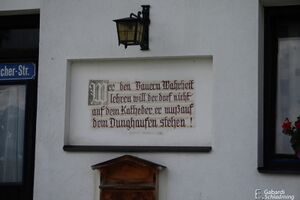 cher-Str.
Wer den Bauern Wahrheit
lehren will der darf nicht
auf dem Katheder, er muß auf
dem Dunghaufen stehen !
Gabardi
Schladming